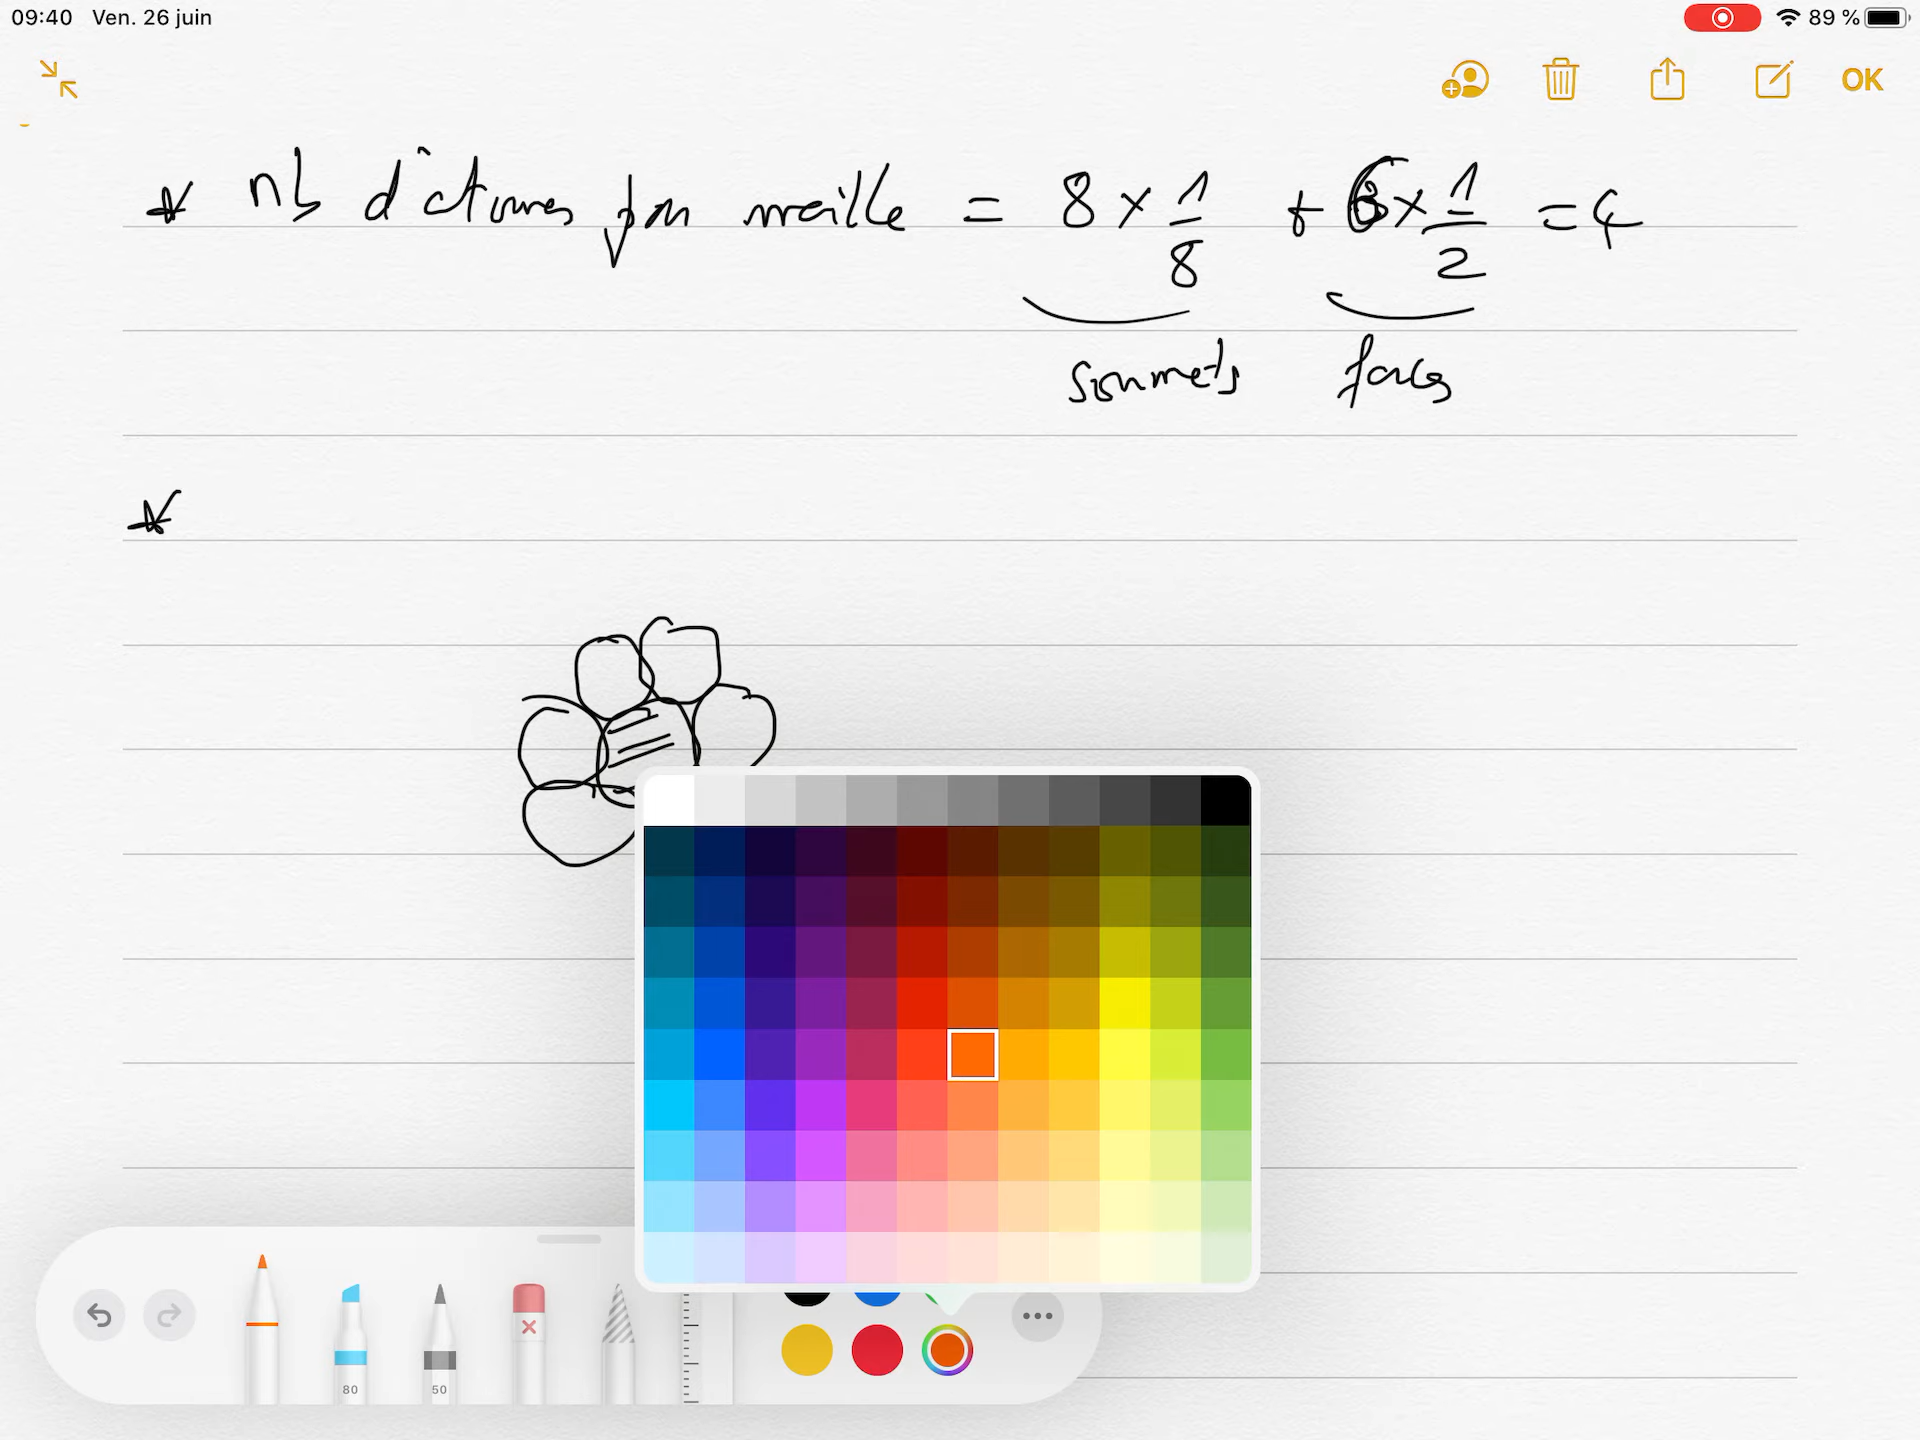 09:40 Ven. 26 juin 89 %
OK
* nb d'atomes par maille = 8 × 1/8 + 6 × 1/2 = 4
sommets faces
*
80 50